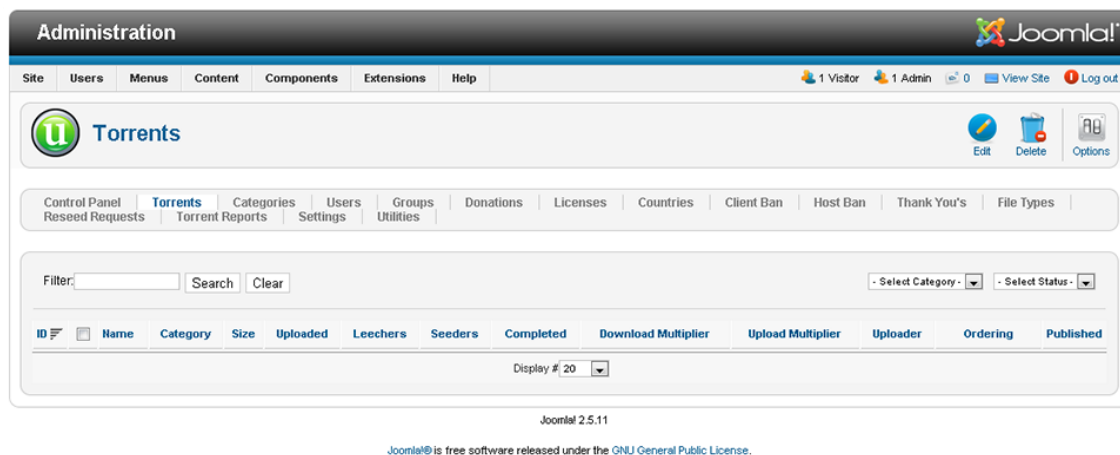 Administration Joomla!
Site Users Menus Content Components Extensions Help 1 Visitor 1 Admin 0 View Site Log out
Torrents Edit Delete Options
Control Panel Torrents Categories Users Groups Donations Licenses Countries Client Ban Host Ban Thank You's File Types
Reseed Requests Torrent Reports Settings Utilities
Filter: Search Clear - Select Category - - Select Status -
ID Name Category Size Uploaded Leechers Seeders Completed Download Multiplier Upload Multiplier Uploader Ordering Published
Display # 20
Joomla! 2.5.11
Joomla!® is free software released under the GNU General Public License.